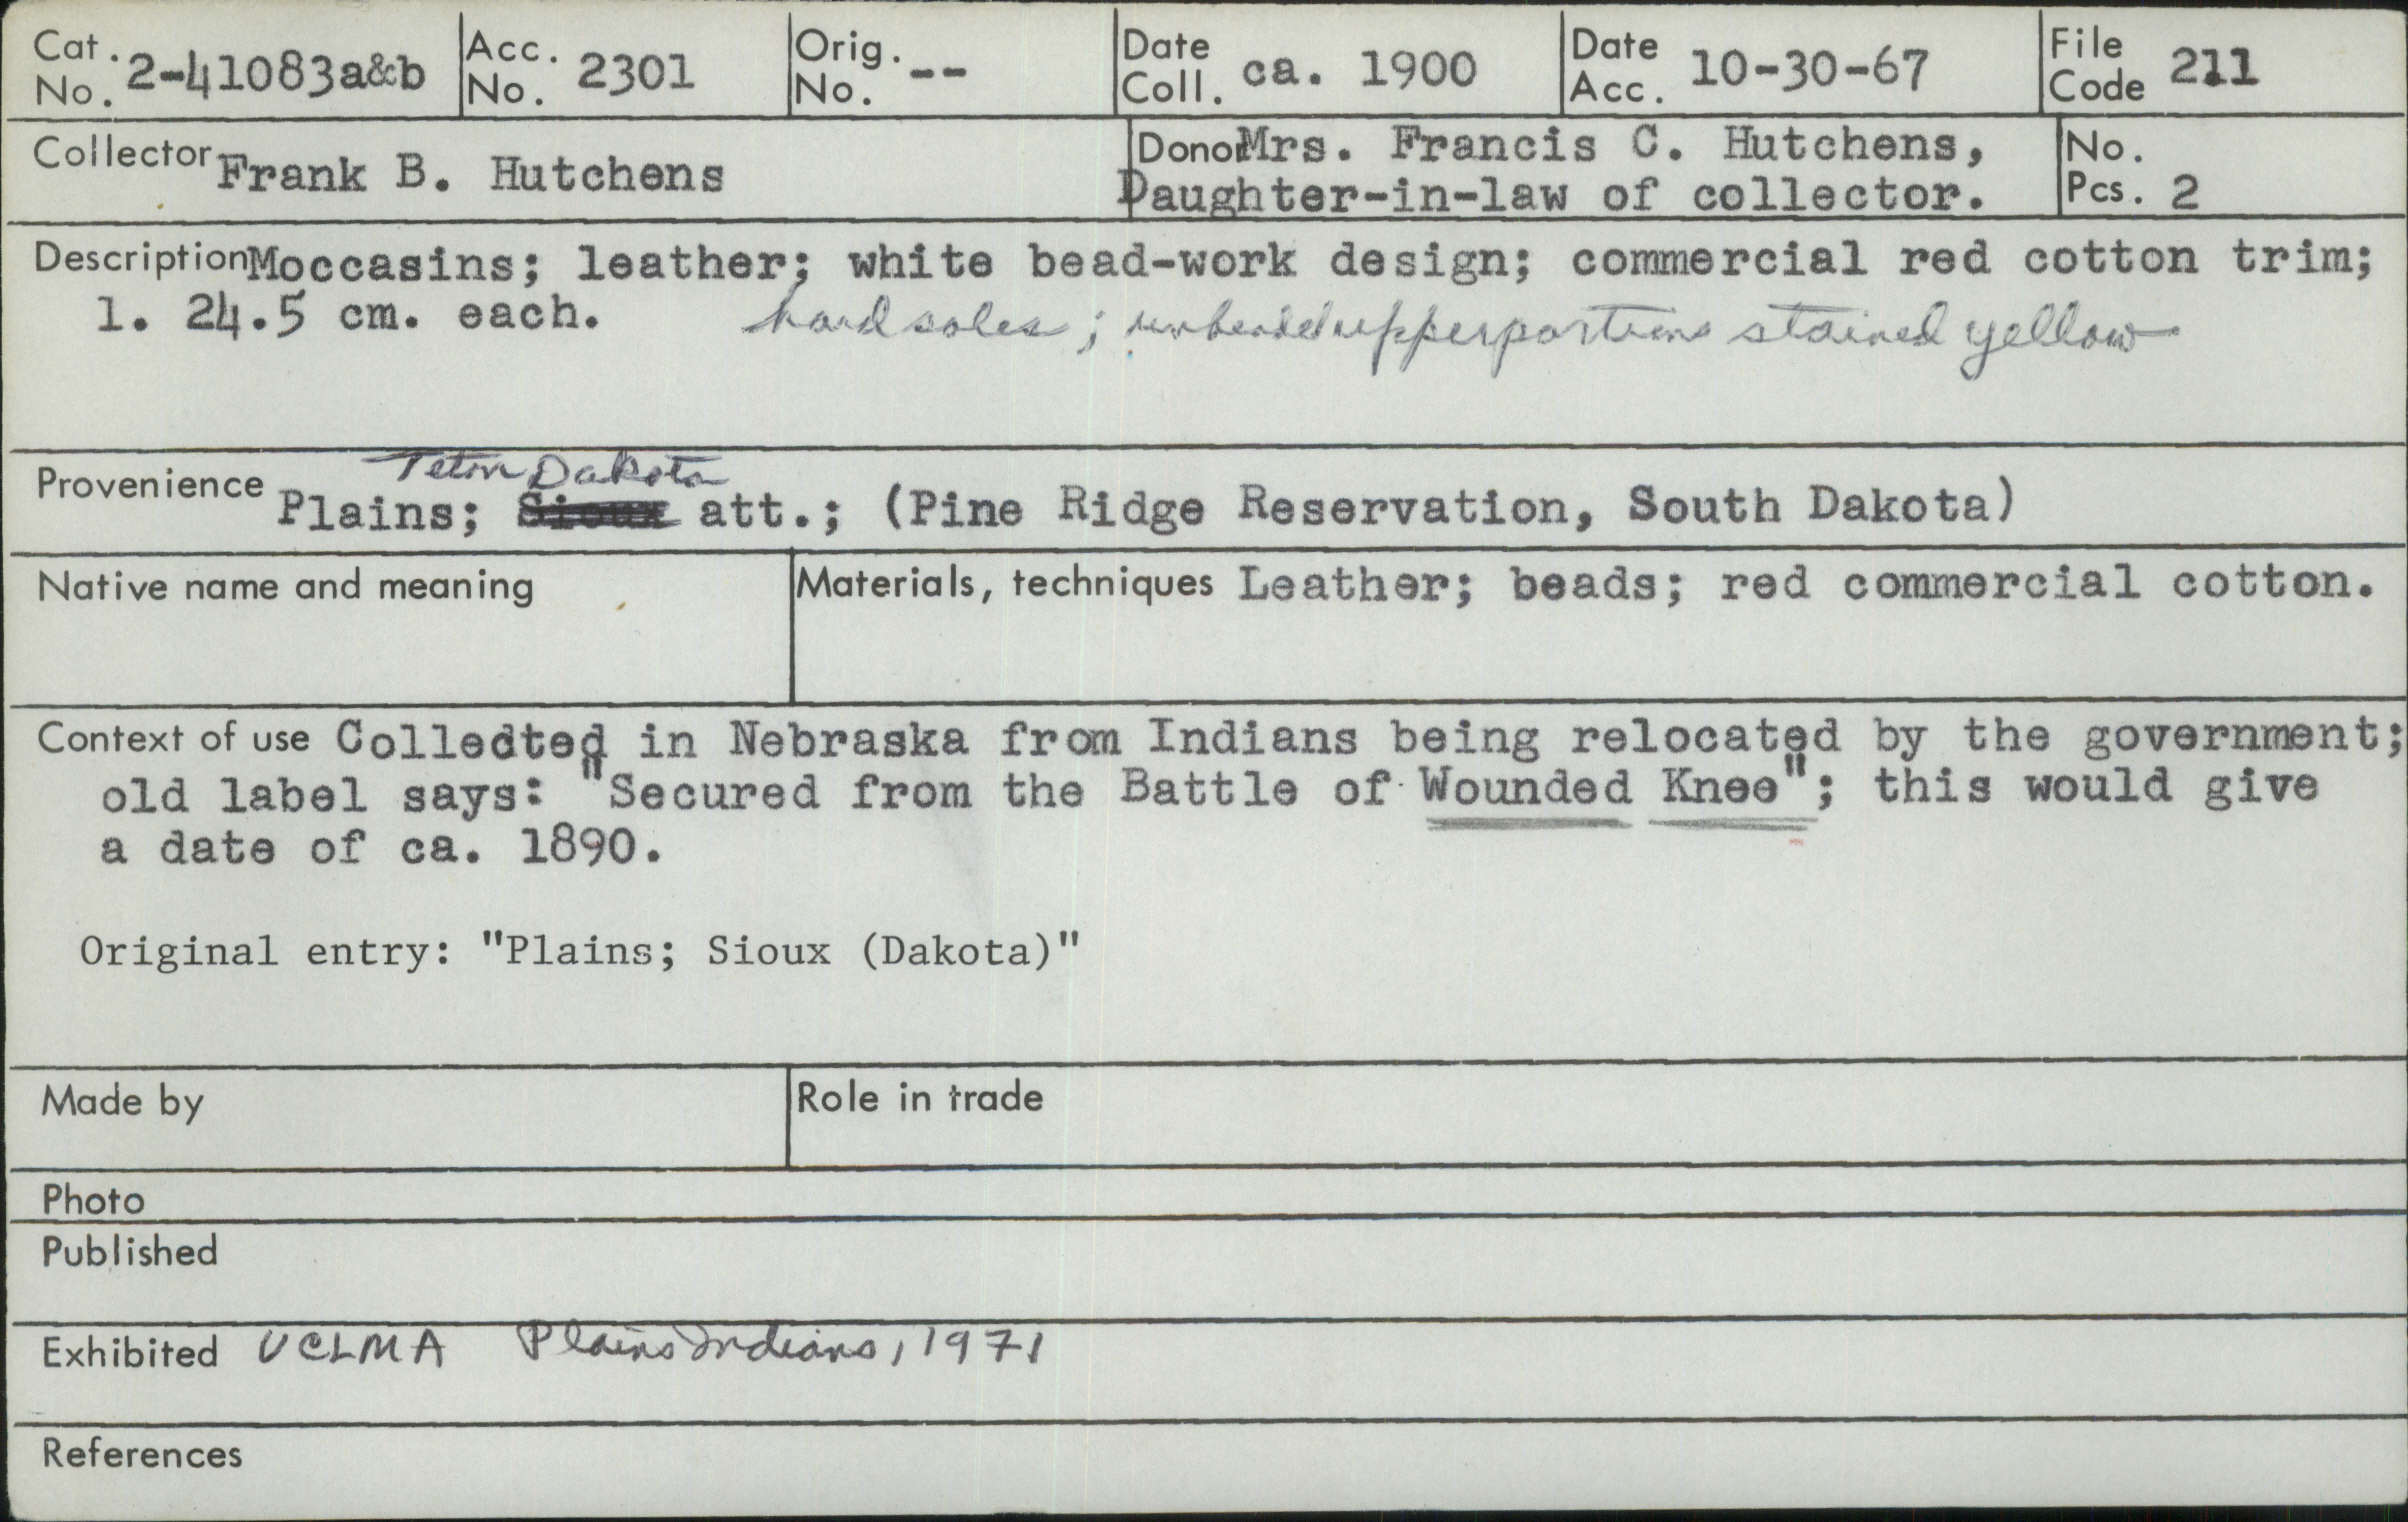 Cat. No. 2-41083a&b Acc. No. 2301 Orig. No. -- Date Coll. ca. 1900 Date Acc. 10-30-67 File Code 211
Collector Frank B. Hutchens Donor Mrs. Francis C. Hutchens, No. Pcs. 2
Daughter-in-law of collector.
Description Moccasins; leather; white bead-work design; commercial red cotton trim;
l. 24.5 cm. each. hard soles; unbeaded upper portions stained yellow
Teton Dakota
Provenience Plains; Sioux att.; (Pine Ridge Reservation, South Dakota)
Native name and meaning Materials, techniques Leather; beads; red commercial cotton.
Context of use Colledted in Nebraska from Indians being relocated by the government;
old label says: "Secured from the Battle of Wounded Knee"; this would give
a date of ca. 1890.
Original entry: "Plains; Sioux (Dakota)"
Made by Role in trade
Photo
Published
Exhibited UCLMA Plains Indians, 1971
References